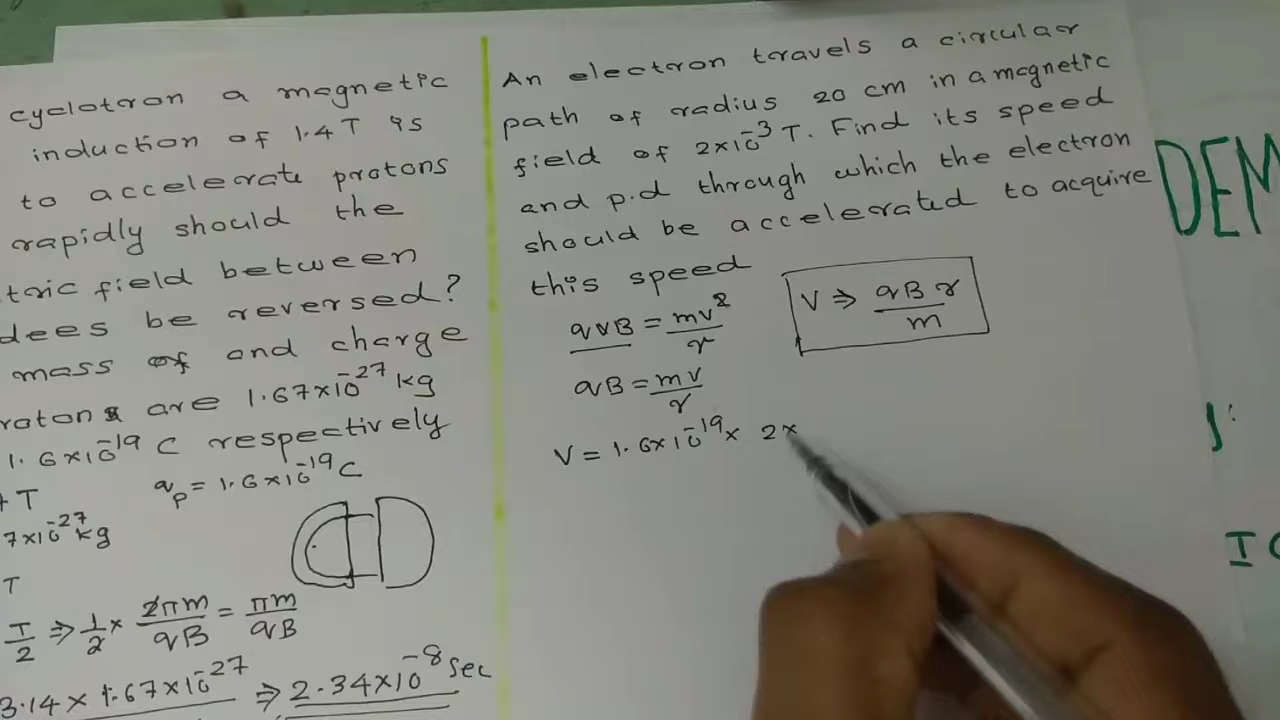 cyclotron a magnetic
induction of 1.4T is
to accelerate protons
rapidly should the
tric field between
dees be reversed?
mass of and charge
rotons are 1.67×10⁻²⁷ kg
1.6×10⁻¹⁹ C respectively
T
qp = 1.6×10⁻¹⁹ C
7×10⁻²⁷ kg
T
T/2 ⇒ 1/2 × 2πm/qB = πm/qB
3.14 × 1.67×10⁻²⁷ ⇒ 2.34×10⁻⁸ sec
An electron travels a circular
path of radius 20 cm in a magnetic
field of 2×10⁻³ T. Find its speed
and p.d through which the electron
should be accelerated to acquire
this speed
qvB = mv²/r
V ⇒ qBr/m
qB = mv/r
V = 1.6×10⁻¹⁹ × 2×
DEM
I